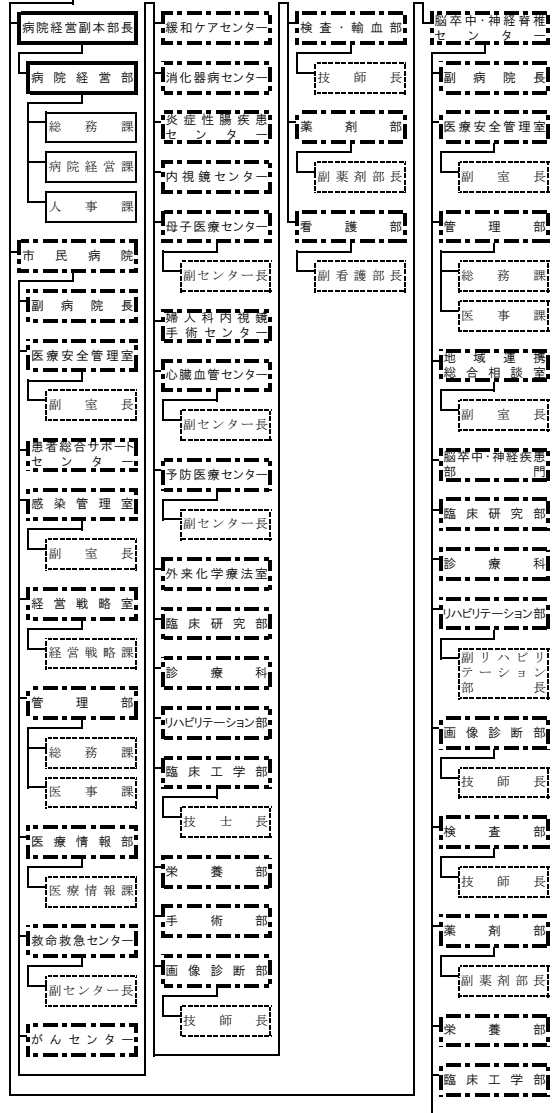 病院経営副本部長
病院経営部
総務課
病院経営課
人事課
市民病院
副病院長
医療安全管理室
副室長
患者総合サポート
センター
感染管理室
副室長
経営戦略室
経営戦略課
管理部
総務課
医事課
医療情報部
医療情報課
救命救急センター
副センター長
がんセンター
緩和ケアセンター
消化器病センター
炎症性腸疾患
センター
内視鏡センター
母子医療センター
副センター長
婦人科内視鏡
手術センター
心臓血管センター
副センター長
予防医療センター
副センター長
外来化学療法室
臨床研究部
診療科
リハビリテーション部
臨床工学部
技士長
栄養部
手術部
画像診断部
技師長
検査・輸血部
技師長
薬剤部
副薬剤部長
看護部
副看護部長
脳卒中・神経脊椎
センター
副病院長
医療安全管理室
副室長
管理部
総務課
医事課
地域連携
総合相談室
副室長
脳卒中・神経疾患
部門
臨床研究部
診療科
リハビリテーション部
副リハビリ
テーション
部長
画像診断部
技師長
検査部
技師長
薬剤部
副薬剤部長
栄養部
臨床工学部